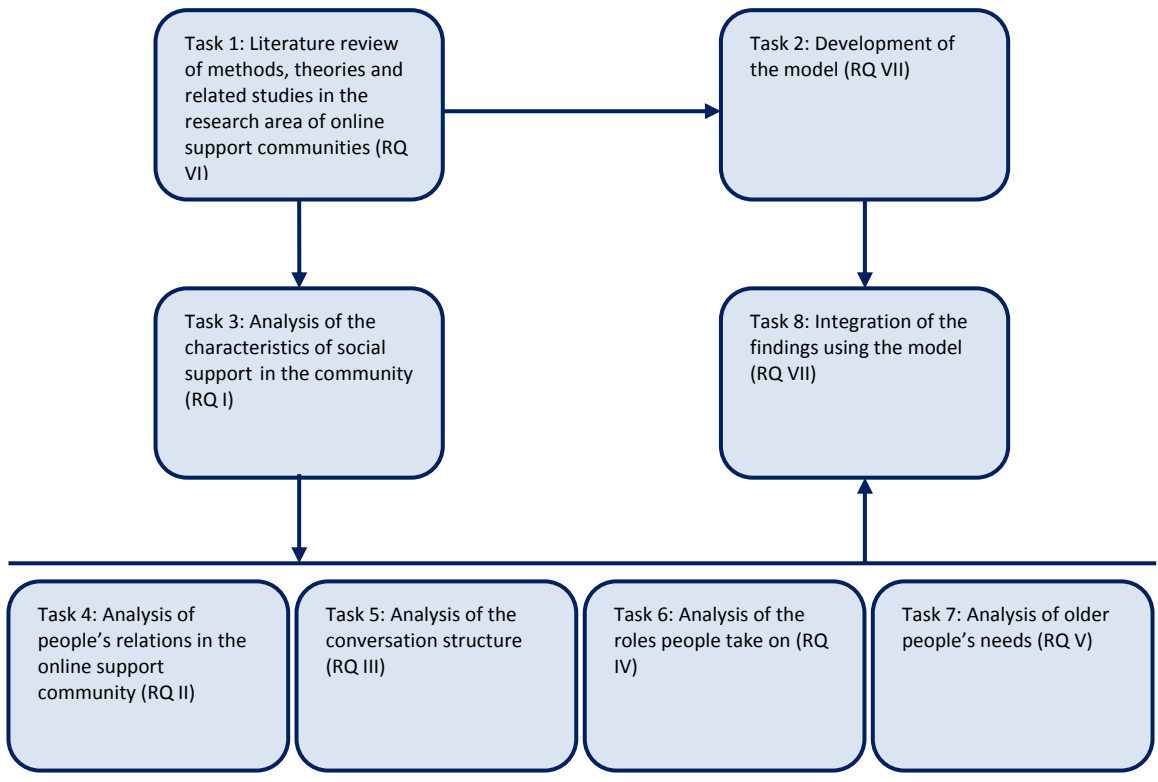 Task 1: Literature review
of methods, theories and
related studies in the
research area of online
support communities (RQ
VI)
Task 2: Development of
the model (RQ VII)
Task 3: Analysis of the
characteristics of social
support in the community
(RQ I)
Task 8: Integration of the
findings using the model
(RQ VII)
Task 4: Analysis of
people’s relations in the
online support
community (RQ II)
Task 5: Analysis of the
conversation structure
(RQ III)
Task 6: Analysis of the
roles people take on (RQ
IV)
Task 7: Analysis of older
people’s needs (RQ V)